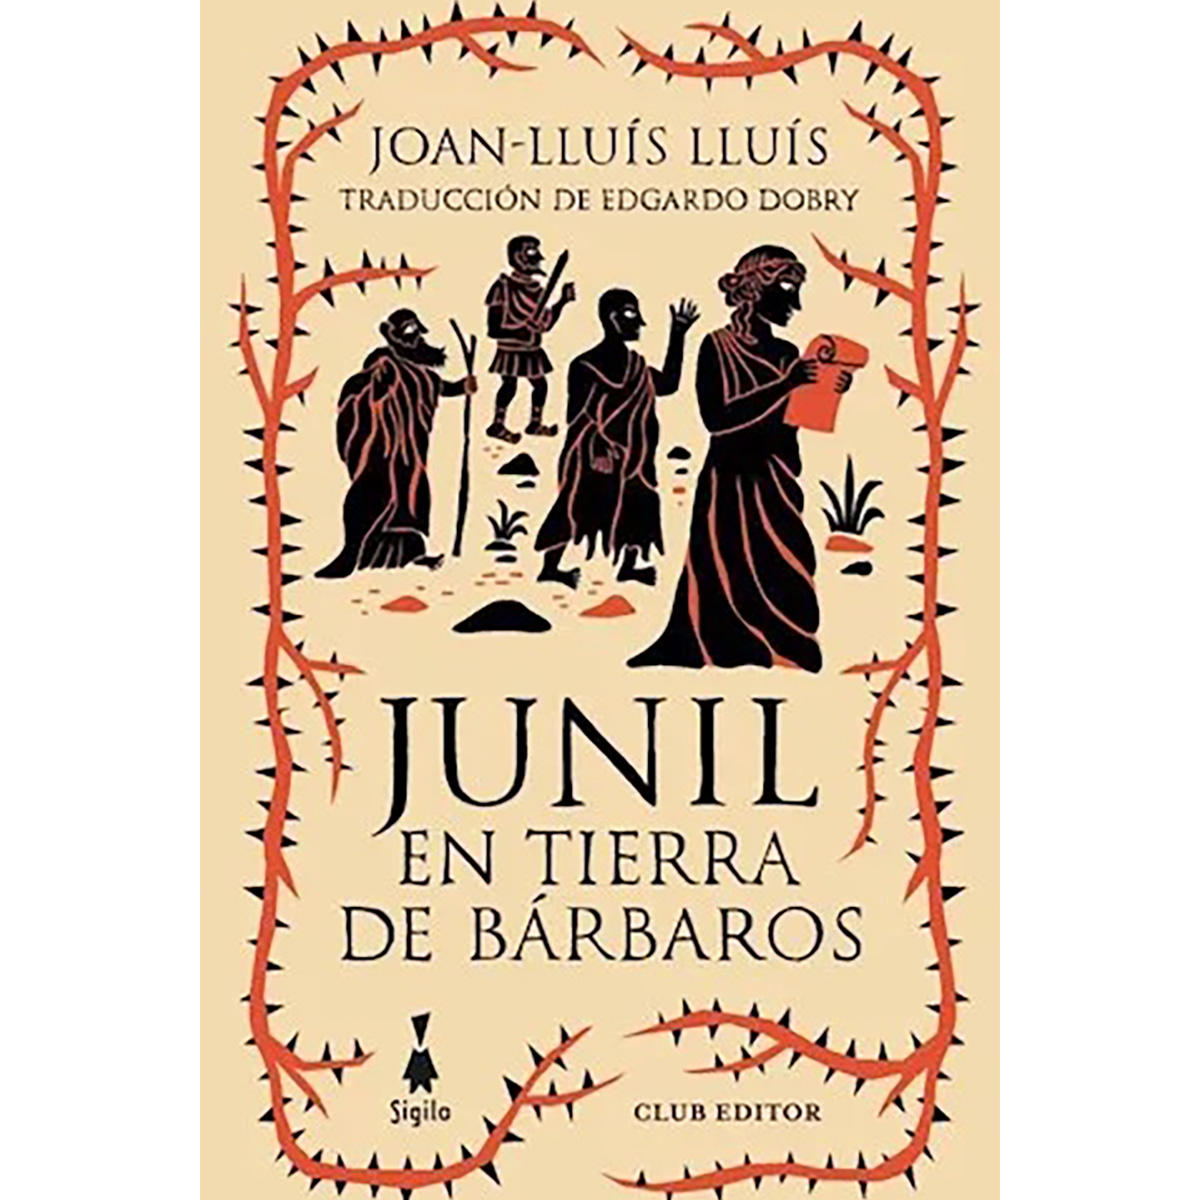 JOAN-LLUÍS LLUÍS
TRADUCCIÓN DE EDGARDO DOBRY
JUNIL
EN TIERRA
DE BÁRBAROS
Sigilo
CLUB EDITOR